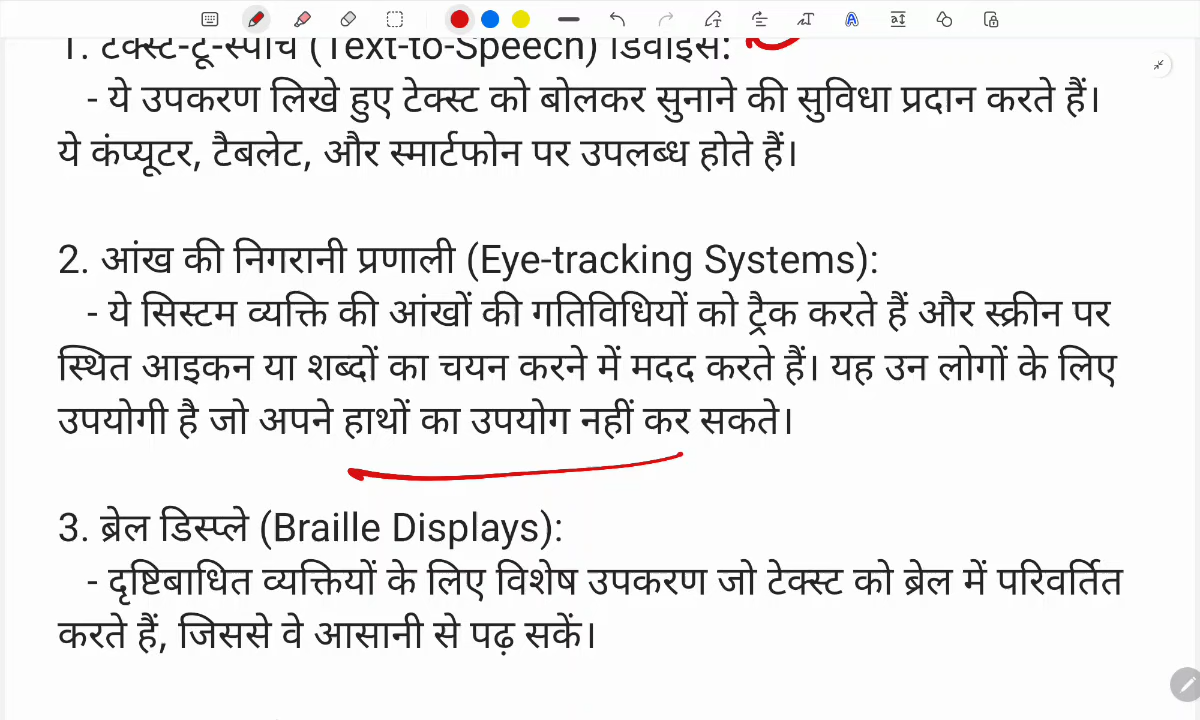 1. टेक्स्ट-टू-स्पीच (Text-to-Speech) डिवाइस:
- ये उपकरण लिखे हुए टेक्स्ट को बोलकर सुनाने की सुविधा प्रदान करते हैं।
ये कंप्यूटर, टैबलेट, और स्मार्टफोन पर उपलब्ध होते हैं।
2. आंख की निगरानी प्रणाली (Eye-tracking Systems):
- ये सिस्टम व्यक्ति की आंखों की गतिविधियों को ट्रैक करते हैं और स्क्रीन पर
स्थित आइकन या शब्दों का चयन करने में मदद करते हैं। यह उन लोगों के लिए
उपयोगी है जो अपने हाथों का उपयोग नहीं कर सकते।
3. ब्रेल डिस्प्ले (Braille Displays):
- दृष्टिबाधित व्यक्तियों के लिए विशेष उपकरण जो टेक्स्ट को ब्रेल में परिवर्तित
करते हैं, जिससे वे आसानी से पढ़ सकें।